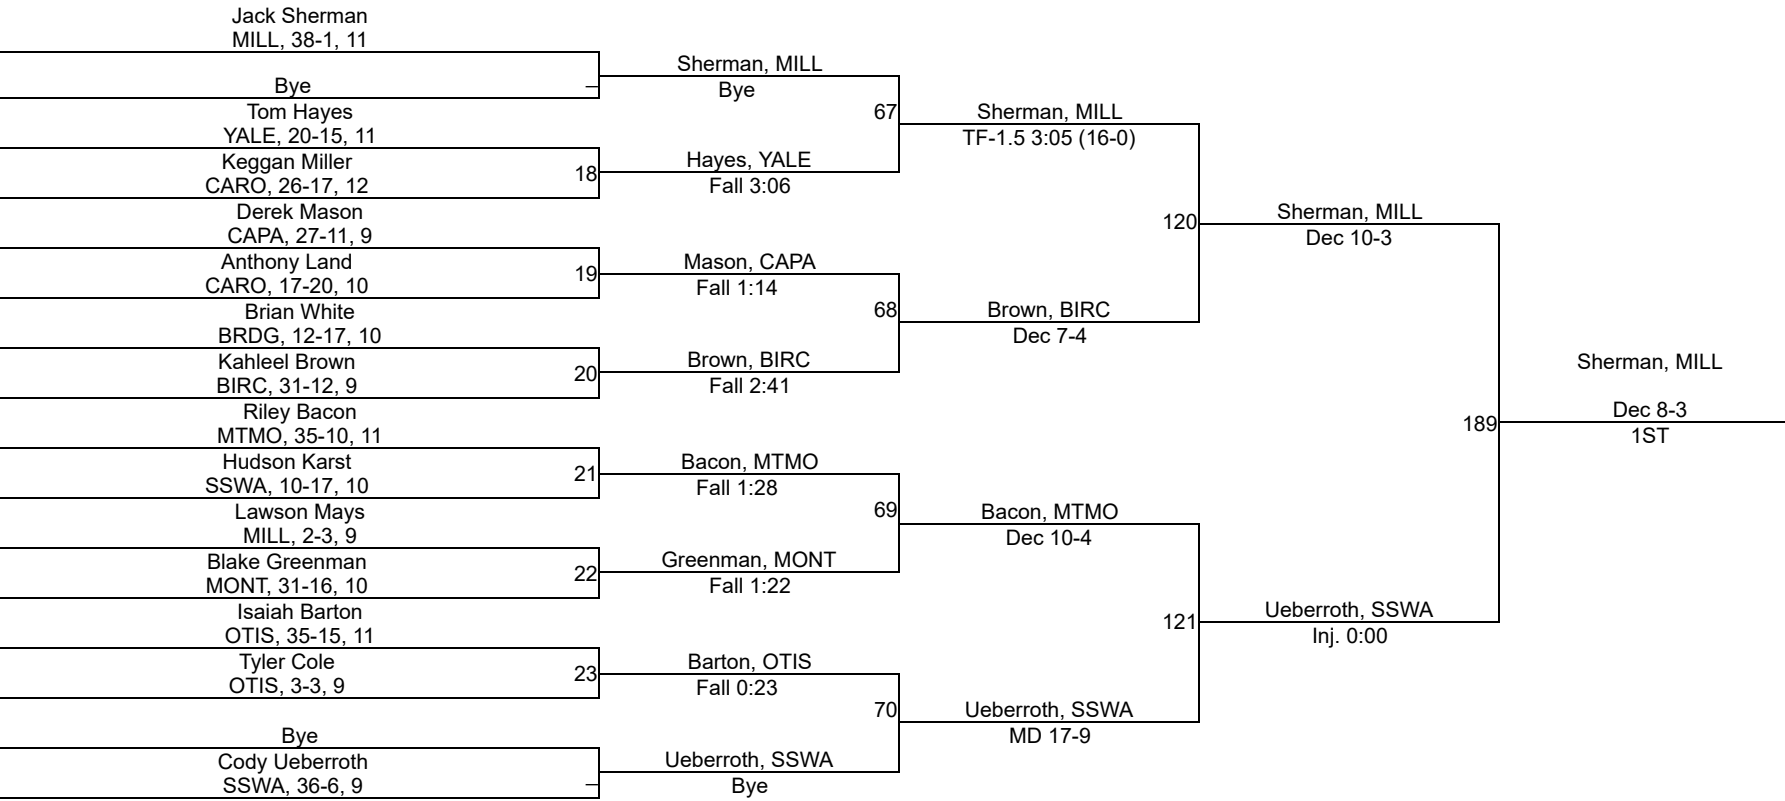 Jack Sherman
MILL, 38-1, 11
Bye
–
Tom Hayes
YALE, 20-15, 11
Keggan Miller
CARO, 26-17, 12
18
Derek Mason
CAPA, 27-11, 9
Anthony Land
CARO, 17-20, 10
19
Brian White
BRDG, 12-17, 10
Kahleel Brown
BIRC, 31-12, 9
20
Riley Bacon
MTMO, 35-10, 11
Hudson Karst
SSWA, 10-17, 10
21
Lawson Mays
MILL, 2-3, 9
Blake Greenman
MONT, 31-16, 10
22
Isaiah Barton
OTIS, 35-15, 11
Tyler Cole
OTIS, 3-3, 9
23
Bye
Cody Ueberroth
SSWA, 36-6, 9
–
Sherman, MILL
Bye
67
Hayes, YALE
Fall 3:06
Mason, CAPA
Fall 1:14
68
Brown, BIRC
Fall 2:41
Bacon, MTMO
Fall 1:28
69
Greenman, MONT
Fall 1:22
Barton, OTIS
Fall 0:23
70
Ueberroth, SSWA
Bye
Sherman, MILL
TF-1.5 3:05 (16-0)
120
Brown, BIRC
Dec 7-4
Bacon, MTMO
Dec 10-4
121
Ueberroth, SSWA
MD 17-9
Sherman, MILL
Dec 10-3
189
Ueberroth, SSWA
Inj. 0:00
Sherman, MILL
Dec 8-3
1ST